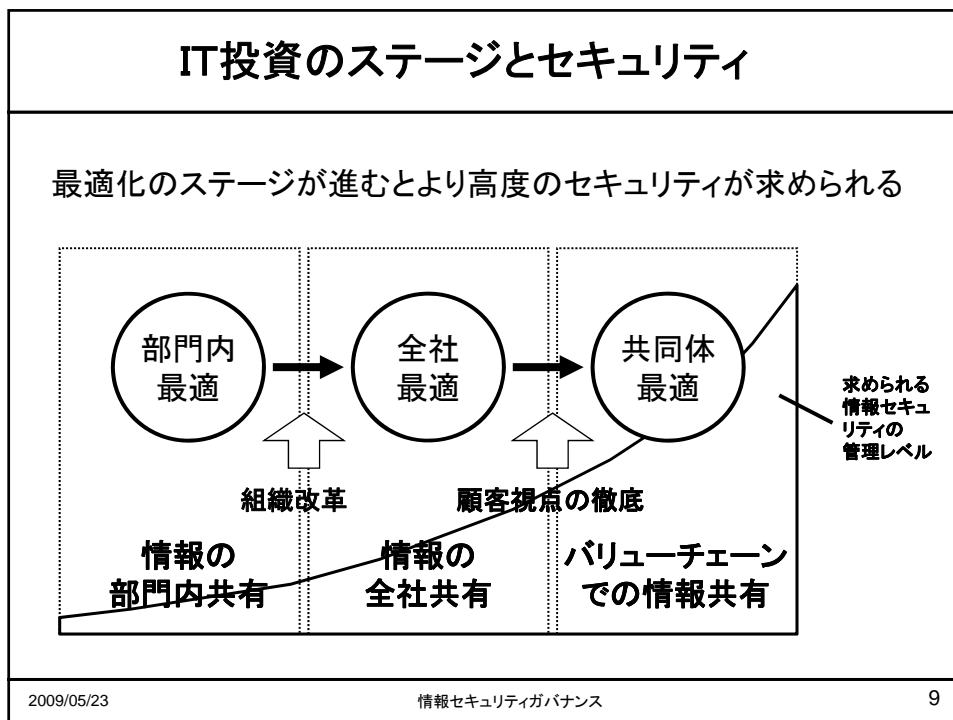 IT投資のステージとセキュリティ
最適化のステージが進むとより高度のセキュリティが求められる
部門内
最適
全社
最適
共同体
最適
求められる
情報セキュ
リティの
管理レベル
組織改革
顧客視点の徹底
情報の
部門内共有
情報の
全社共有
バリューチェーン
での情報共有
2009/05/23
情報セキュリティガバナンス
9